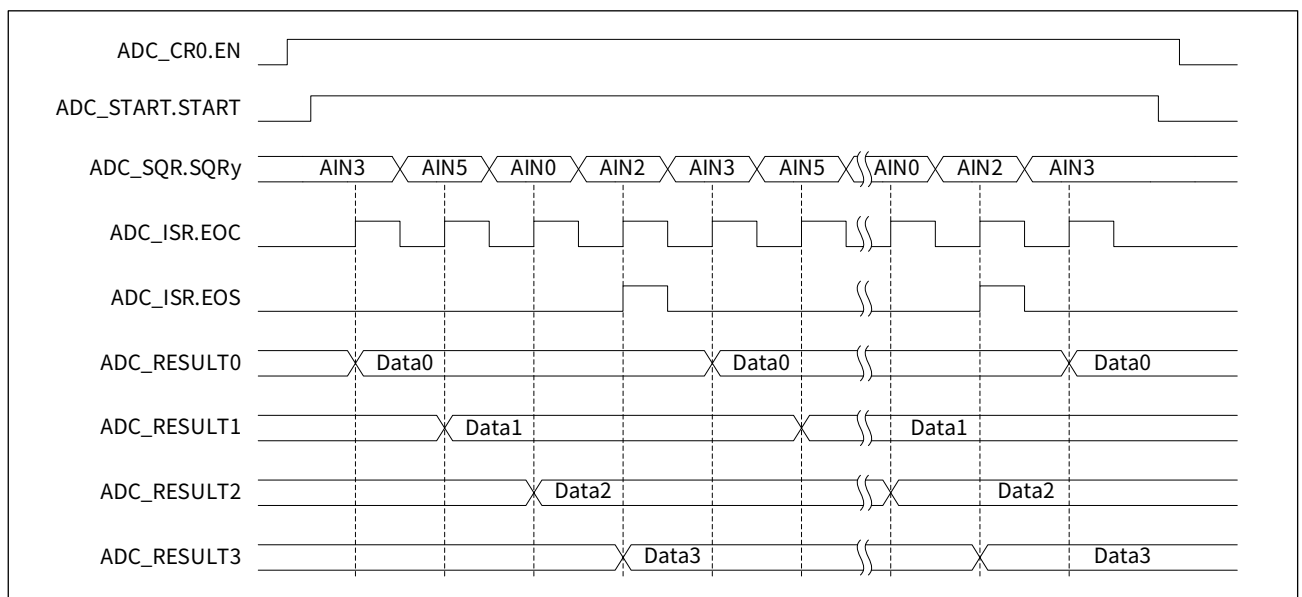 ADC_CR0.EN
ADC_START.START
ADC_SQR.SQRy AIN3 AIN5 AIN0 AIN2 AIN3 AIN5 AIN0 AIN2 AIN3
ADC_ISR.EOC
ADC_ISR.EOS
ADC_RESULT0 Data0 Data0 Data0
ADC_RESULT1 Data1 Data1
ADC_RESULT2 Data2 Data2
ADC_RESULT3 Data3 Data3